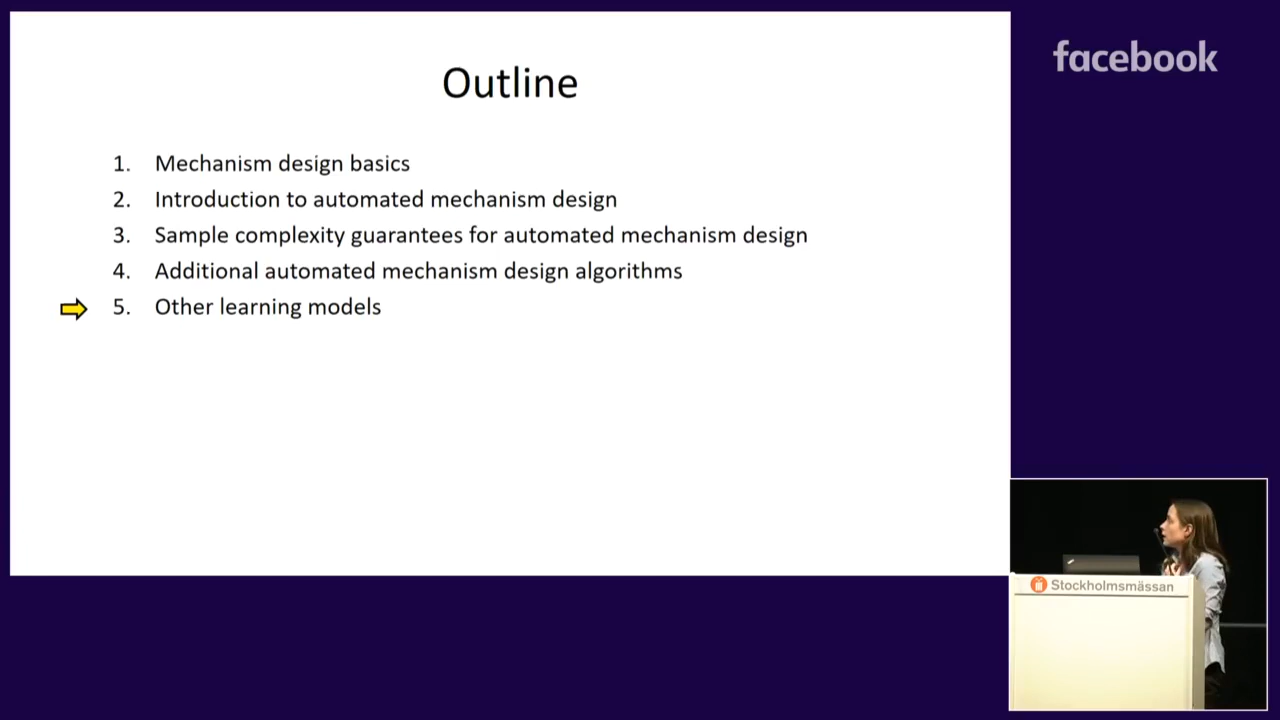 facebook
Outline
1. Mechanism design basics
2. Introduction to automated mechanism design
3. Sample complexity guarantees for automated mechanism design
4. Additional automated mechanism design algorithms
5. Other learning models
Stockholmsmässan